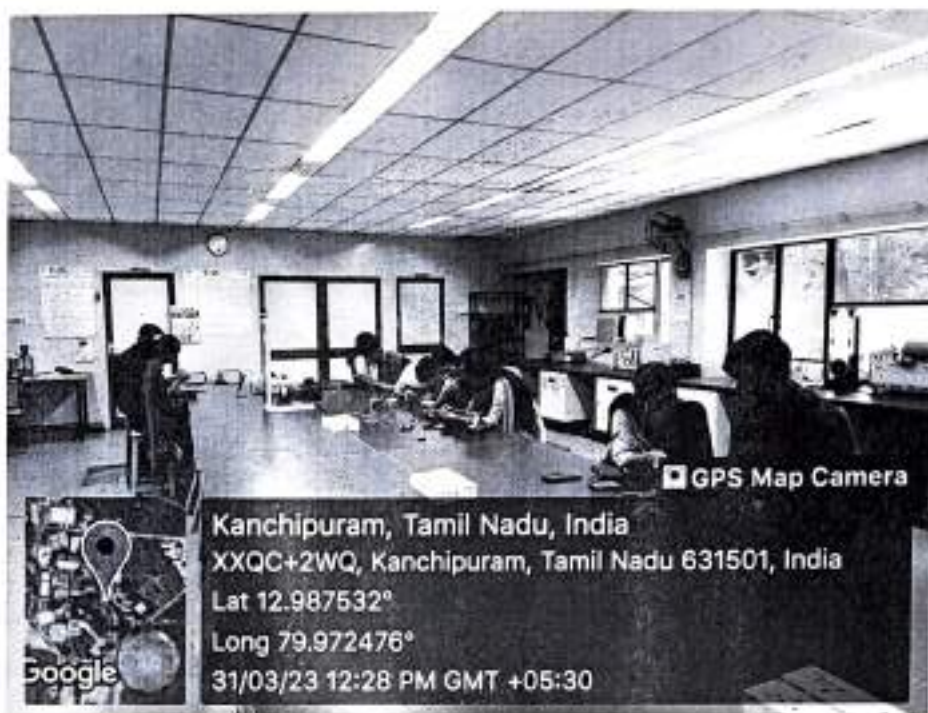 GPS Map Camera
Kanchipuram, Tamil Nadu, India
XXQC+2WQ, Kanchipuram, Tamil Nadu 631501, India
Lat 12.987532°
Long 79.972476°
31/03/23 12:28 PM GMT +05:30
Google